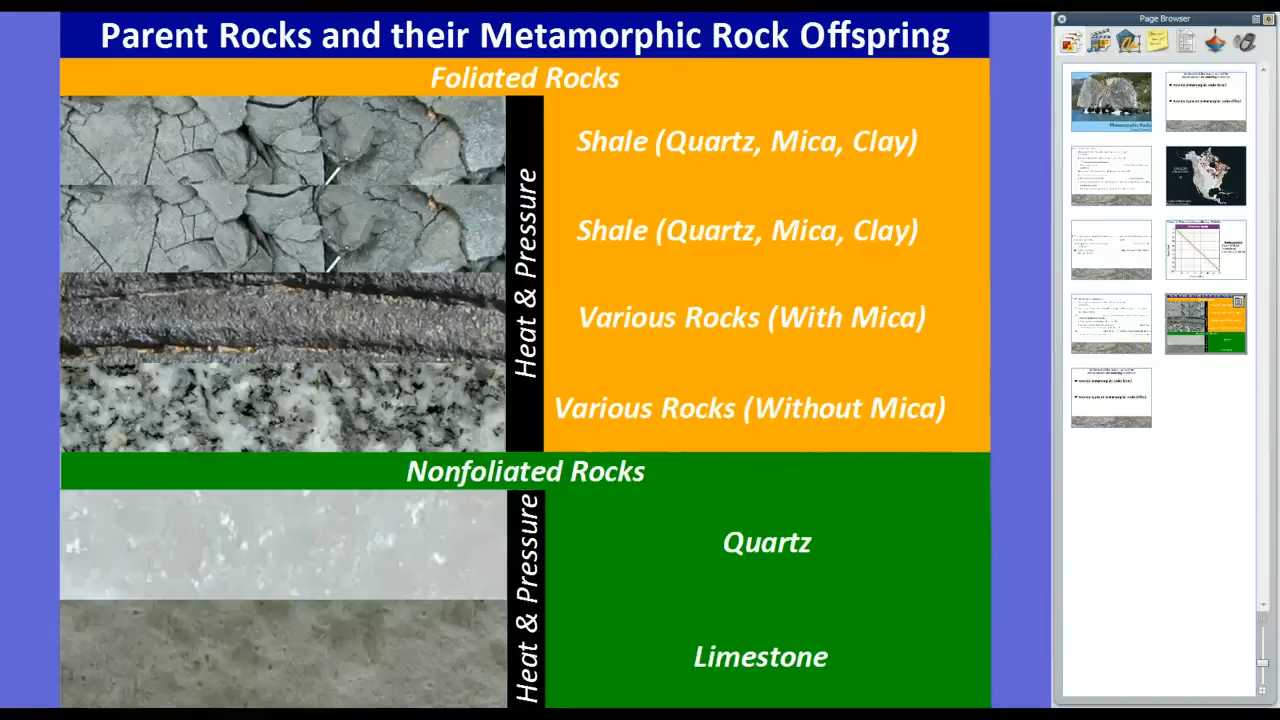 Parent Rocks and their Metamorphic Rock Offspring
Foliated Rocks
Heat & Pressure
Shale (Quartz, Mica, Clay)
Shale (Quartz, Mica, Clay)
Various Rocks (With Mica)
Various Rocks (Without Mica)
Nonfoliated Rocks
Heat & Pressure
Quartz
Limestone
Page Browser